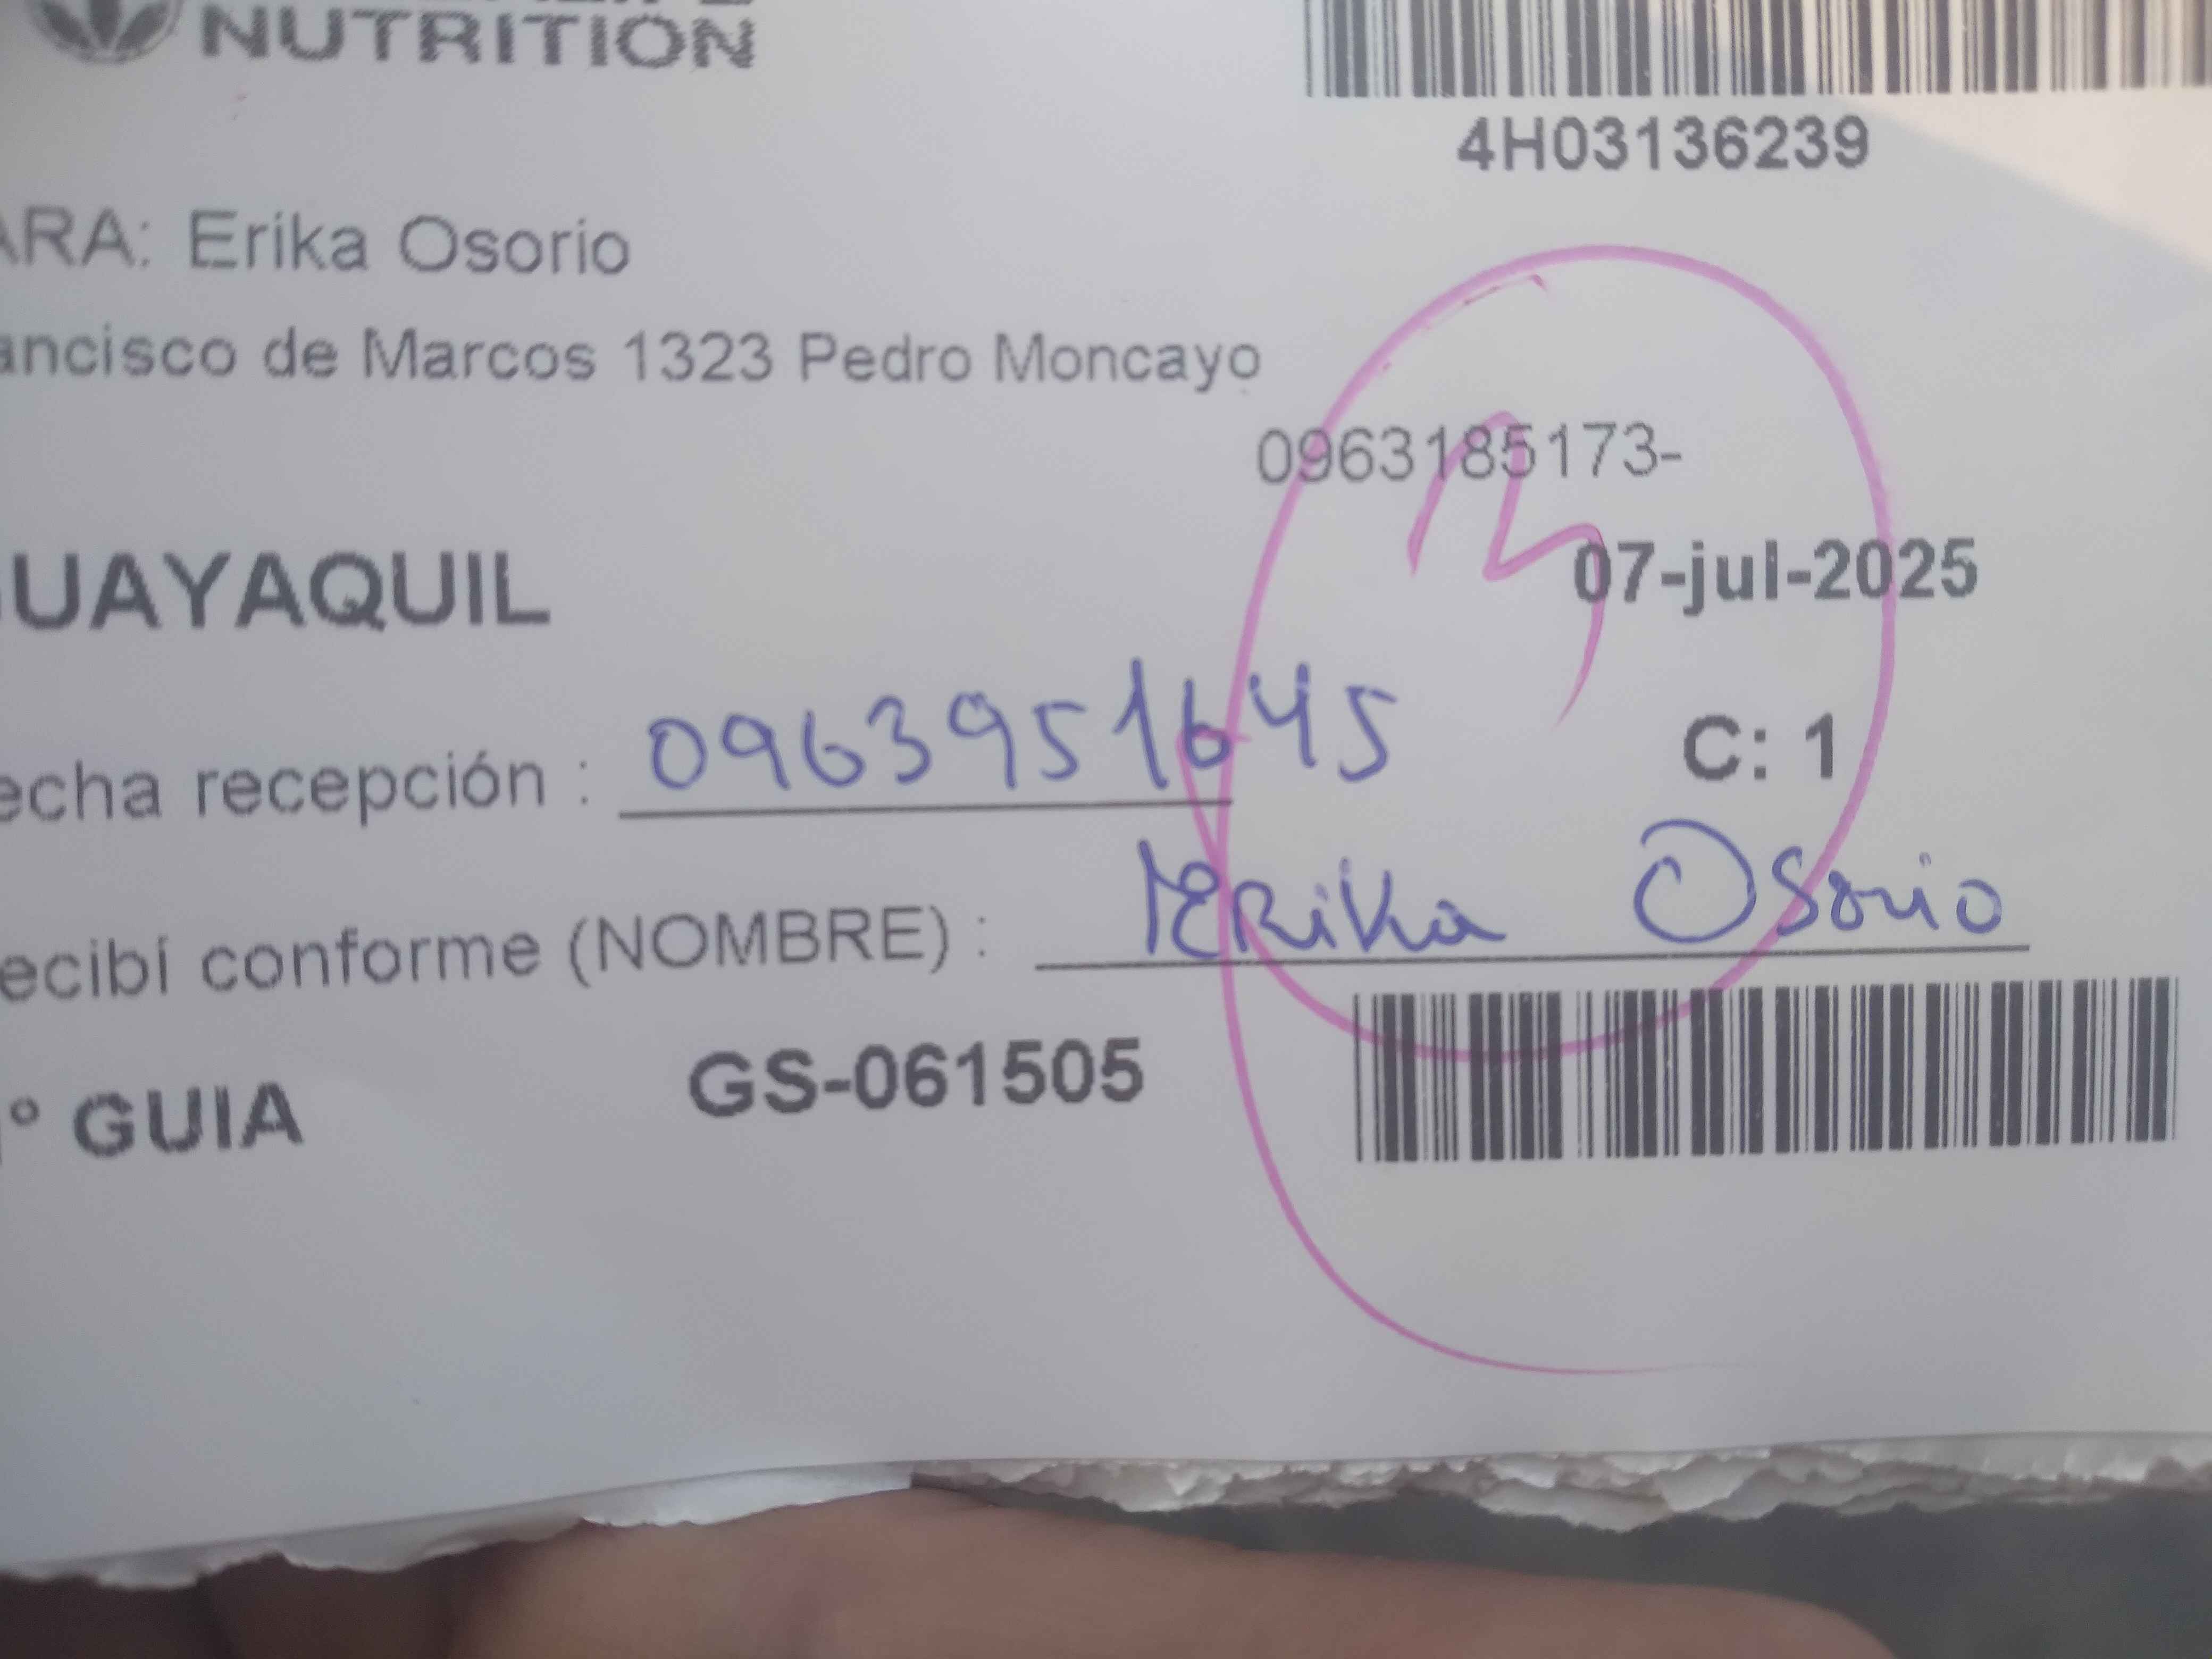 NUTRITION
4H03136239
ARA: Erika Osorio
ancisco de Marcos 1323 Pedro Moncayo
0963185173-
07-jul-2025
UAYAQUIL
echa recepción : 0963951645
C: 1
ecibí conforme (NOMBRE) : Erika Osorio
° GUIA GS-061505